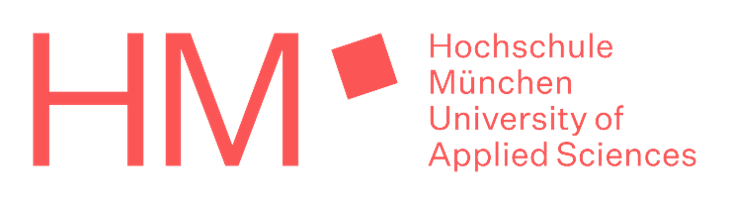 HM
Hochschule
München
University of
Applied Sciences